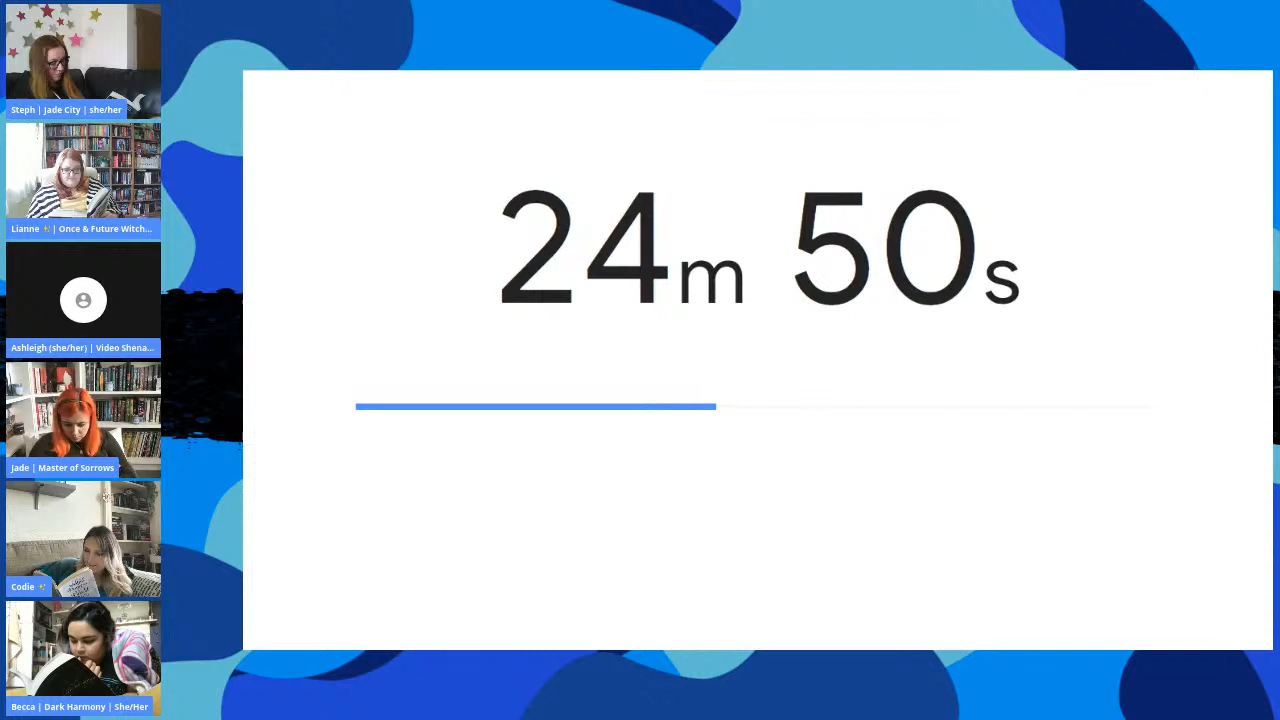 Steph | Jade City | she/her
Lianne ✨ | Once & Future Witch...
Ashleigh (she/her) | Video Shena...
Jade | Master of Sorrows
Codie ✨
Becca | Dark Harmony | She/Her
24m 50s